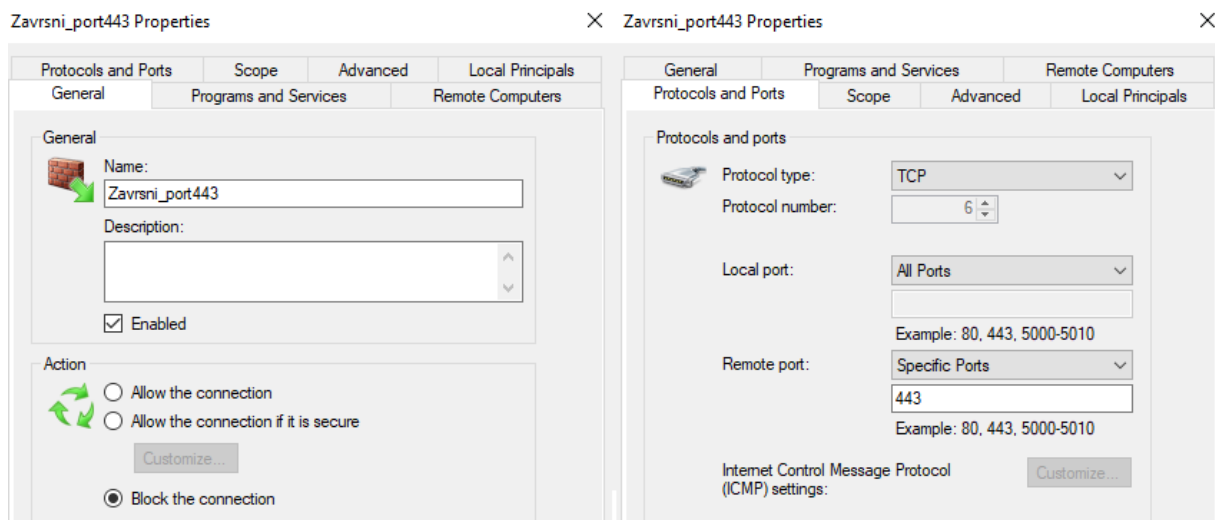 Zavrsni_port443 Properties
Protocols and Ports Scope Advanced Local Principals
General Programs and Services Remote Computers
General
Name:
Zavrsni_port443
Description:
Enabled
Action
Allow the connection
Allow the connection if it is secure
Customize...
Block the connection
Zavrsni_port443 Properties
General Programs and Services Remote Computers
Protocols and Ports Scope Advanced Local Principals
Protocols and ports
Protocol type: TCP
Protocol number: 6
Local port: All Ports
Example: 80, 443, 5000-5010
Remote port: Specific Ports
443
Example: 80, 443, 5000-5010
Internet Control Message Protocol Customize...
(ICMP) settings: